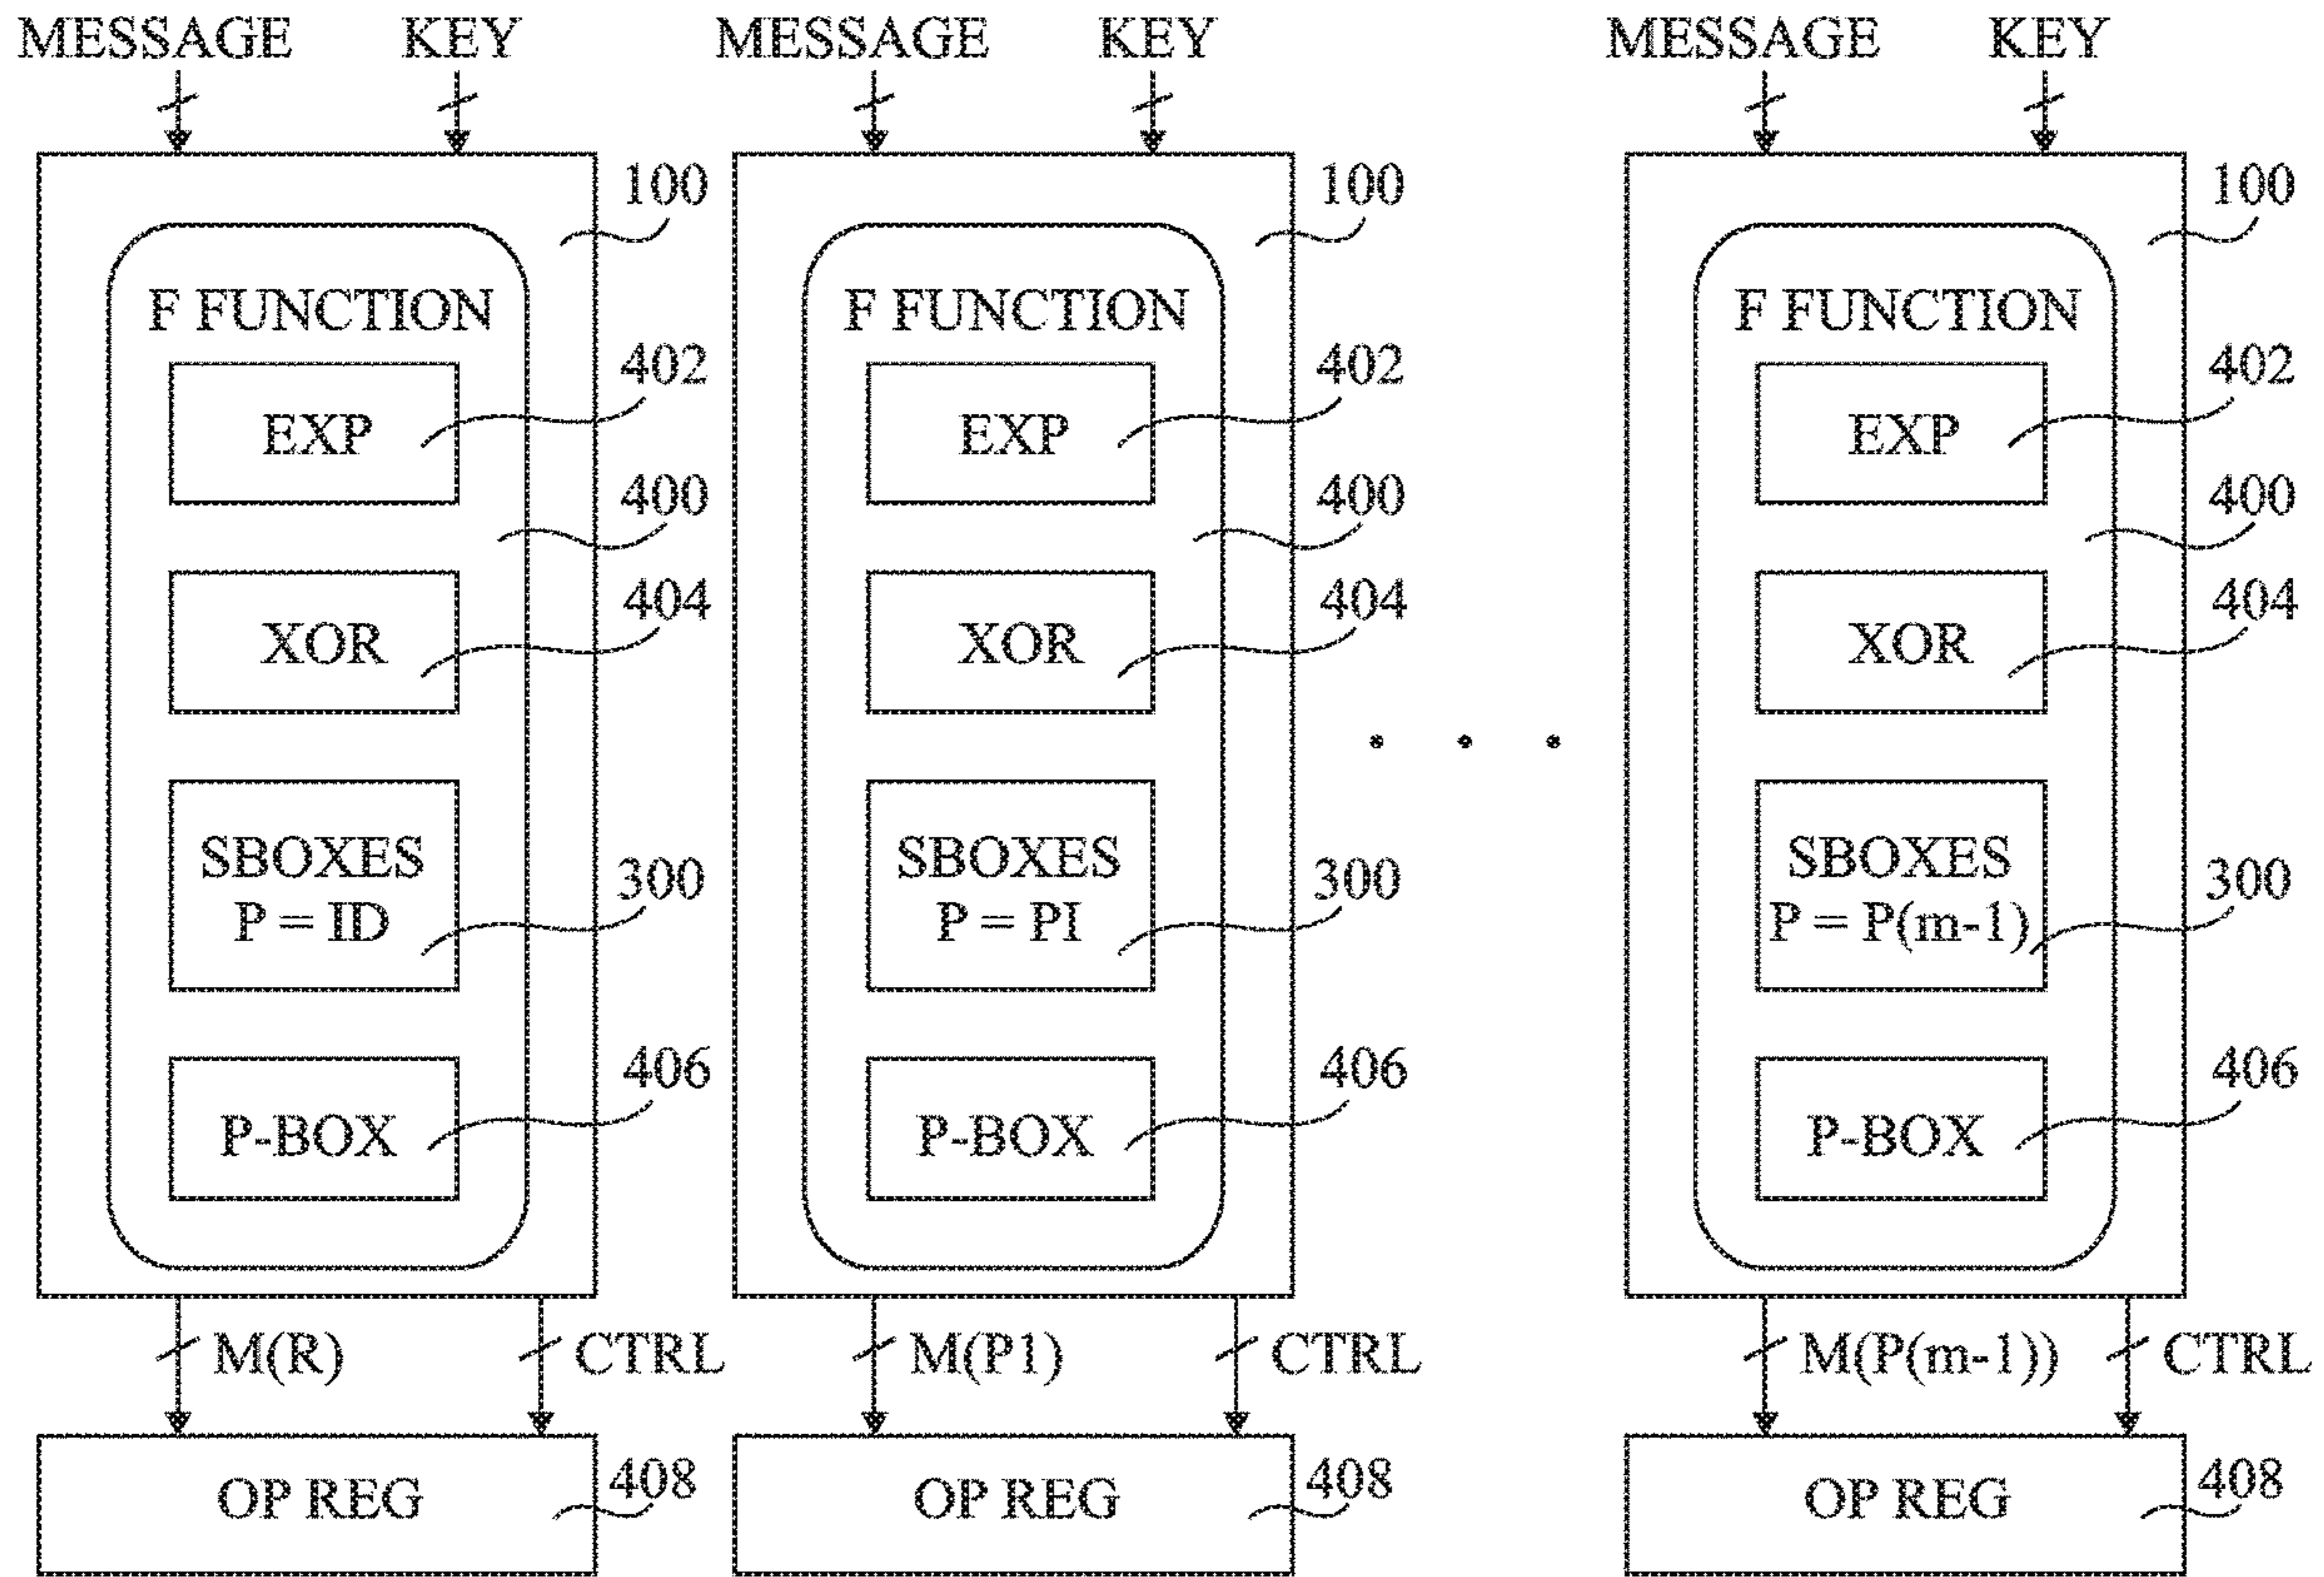 MESSAGE KEY MESSAGE KEY MESSAGE KEY
100 100 100
F FUNCTION F FUNCTION F FUNCTION
402 402 402
EXP EXP EXP
400 400 400
404 404 404
XOR XOR XOR
. . .
SBOXES SBOXES SBOXES
300 300 300
P = ID P = PI P = P(m-1)
406 406 406
P-BOX P-BOX P-BOX
M(R) CTRL M(P1) CTRL M(P(m-1)) CTRL
408 408 408
OP REG OP REG OP REG